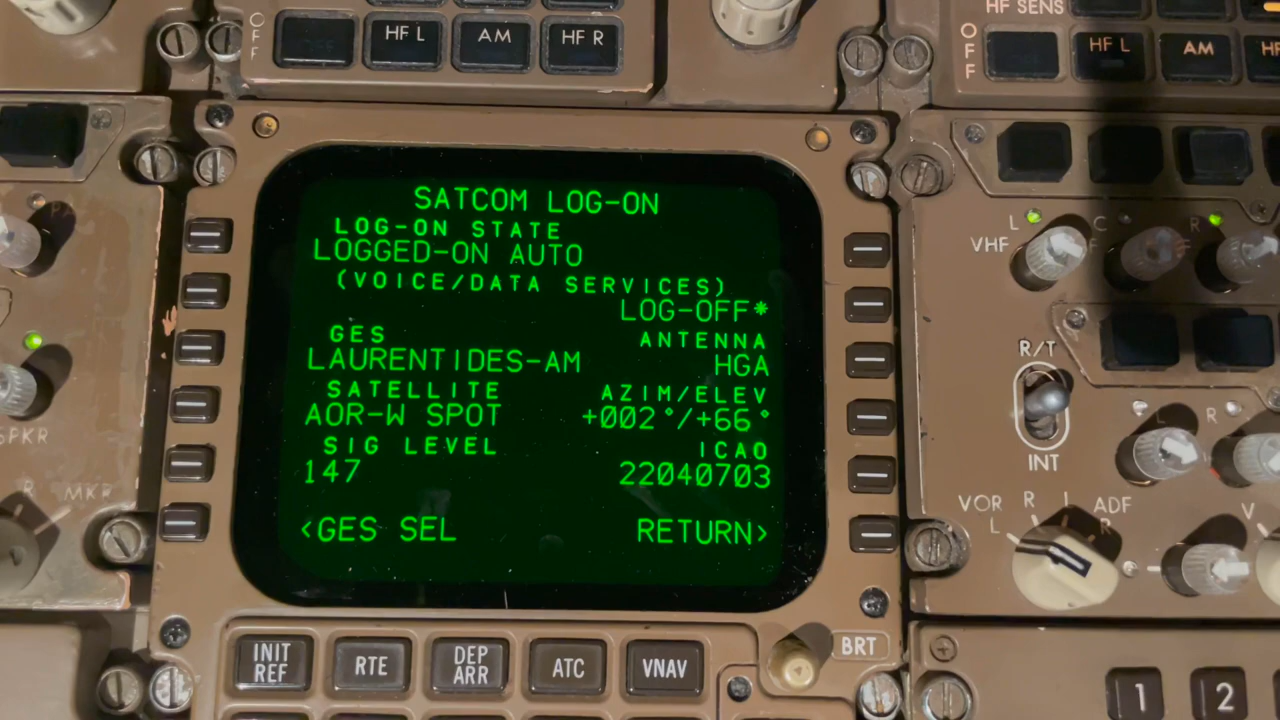 HF SENS
OFF
HF L AM HF R
OFF
HF L AM
SATCOM LOG-ON
LOG-ON STATE
LOGGED-ON AUTO
(VOICE/DATA SERVICES)
LOG-OFF*
GES ANTENNA
LAURENTIDES-AM HGA
SATELLITE AZIM/ELEV
AOR-W SPOT +002°/+66°
SIG LEVEL ICAO
147 22040703
<GES SEL RETURN>
L C R
VHF
R/T
L R
INT
SPKR
R MKR
VOR L R ADF R
V
BRT
INIT REF
RTE
DEP ARR
ATC
VNAV
1 2